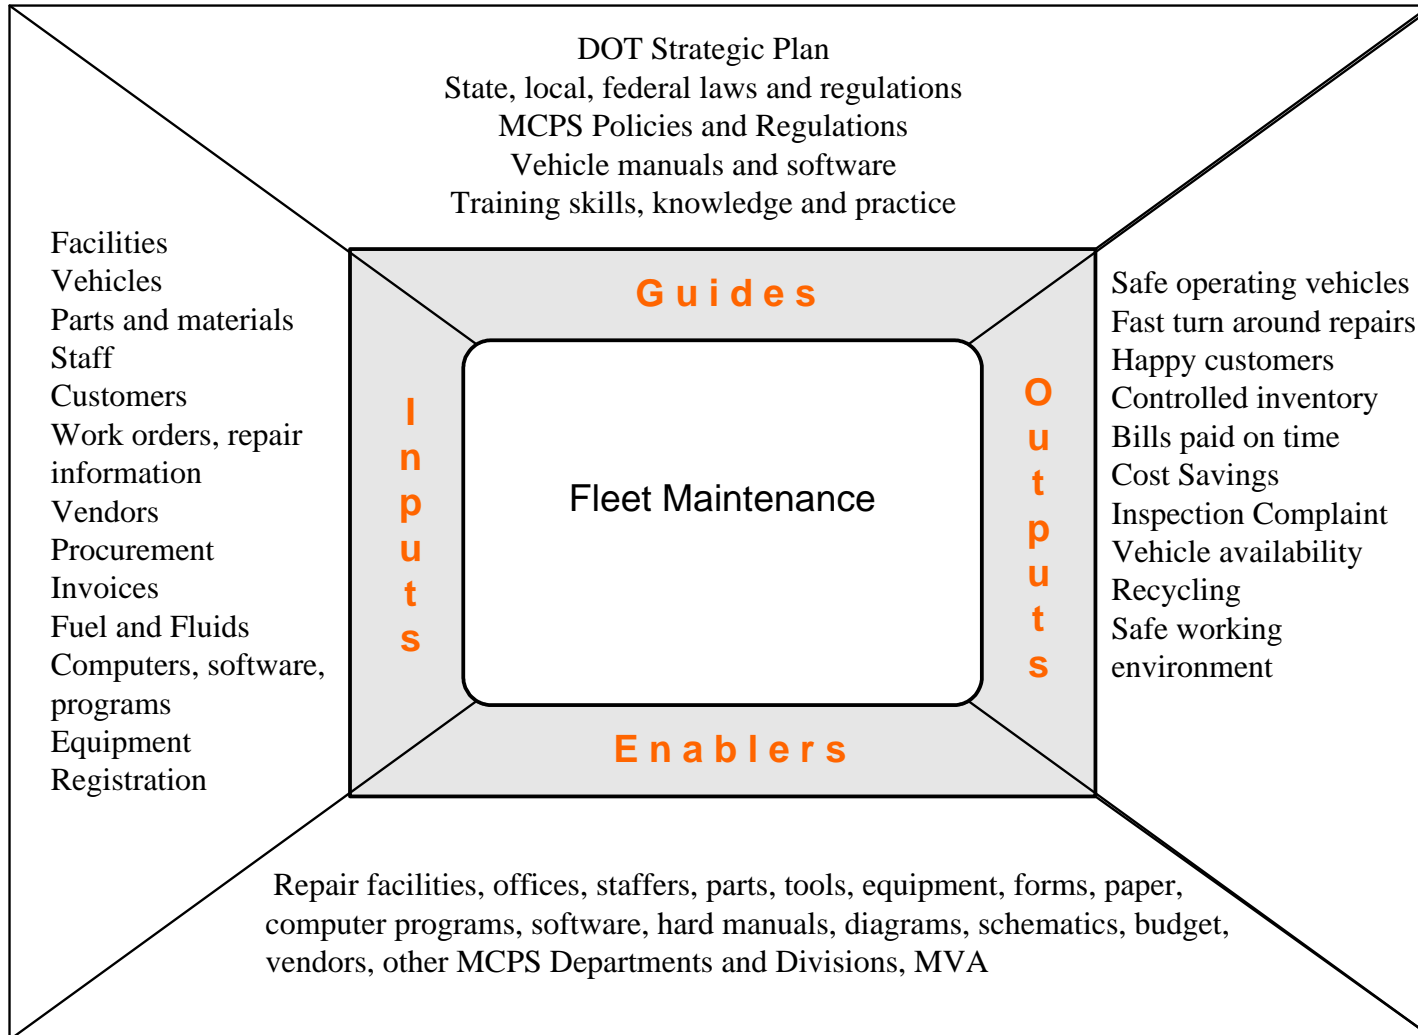 DOT Strategic Plan
State, local, federal laws and regulations
MCPS Policies and Regulations
Vehicle manuals and software
Training skills, knowledge and practice
Guides
Facilities
Vehicles
Parts and materials
Staff
Customers
Work orders, repair
information
Vendors
Procurement
Invoices
Fuel and Fluids
Computers, software,
programs
Equipment
Registration
Inputs
Fleet Maintenance
Outputs
Safe operating vehicles
Fast turn around repairs
Happy customers
Controlled inventory
Bills paid on time
Cost Savings
Inspection Complaint
Vehicle availability
Recycling
Safe working
environment
Enablers
Repair facilities, offices, staffers, parts, tools, equipment, forms, paper,
computer programs, software, hard manuals, diagrams, schematics, budget,
vendors, other MCPS Departments and Divisions, MVA